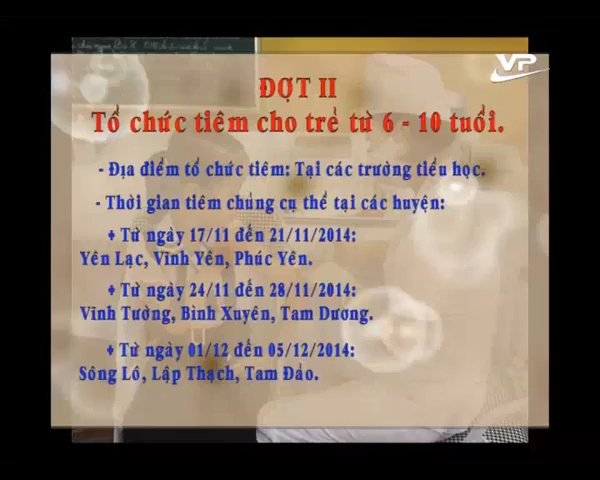 VP
ĐỢT II
Tổ chức tiêm cho trẻ từ 6 - 10 tuổi.
- Địa điểm tổ chức tiêm: Tại các trường tiểu học.
- Thời gian tiêm chủng cụ thể tại các huyện:
+ Từ ngày 17/11 đến 21/11/2014:
Yên Lạc, Vĩnh Yên, Phúc Yên.
+ Từ ngày 24/11 đến 28/11/2014:
Vĩnh Tường, Bình Xuyên, Tam Dương.
+ Từ ngày 01/12 đến 05/12/2014:
Sông Lô, Lập Thạch, Tam Đảo.